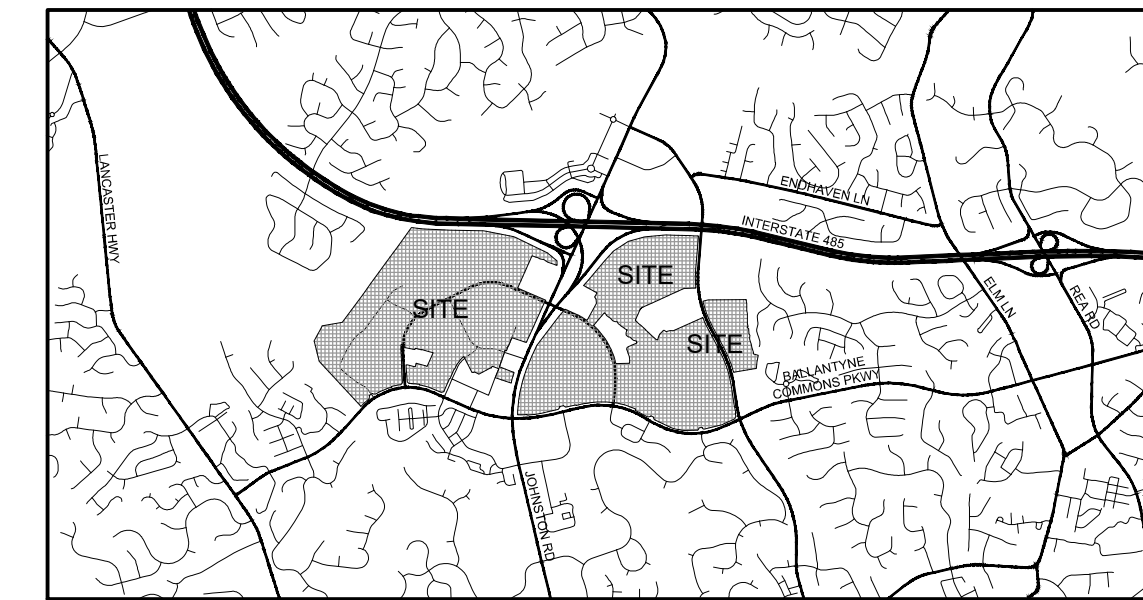 LANCASTER HWY
ENDHAVEN LN
INTERSTATE 485
SITE
SITE
SITE
ELM LN
REA RD
BALLANTYNE
COMMONS PKWY
JOHNSTON RD